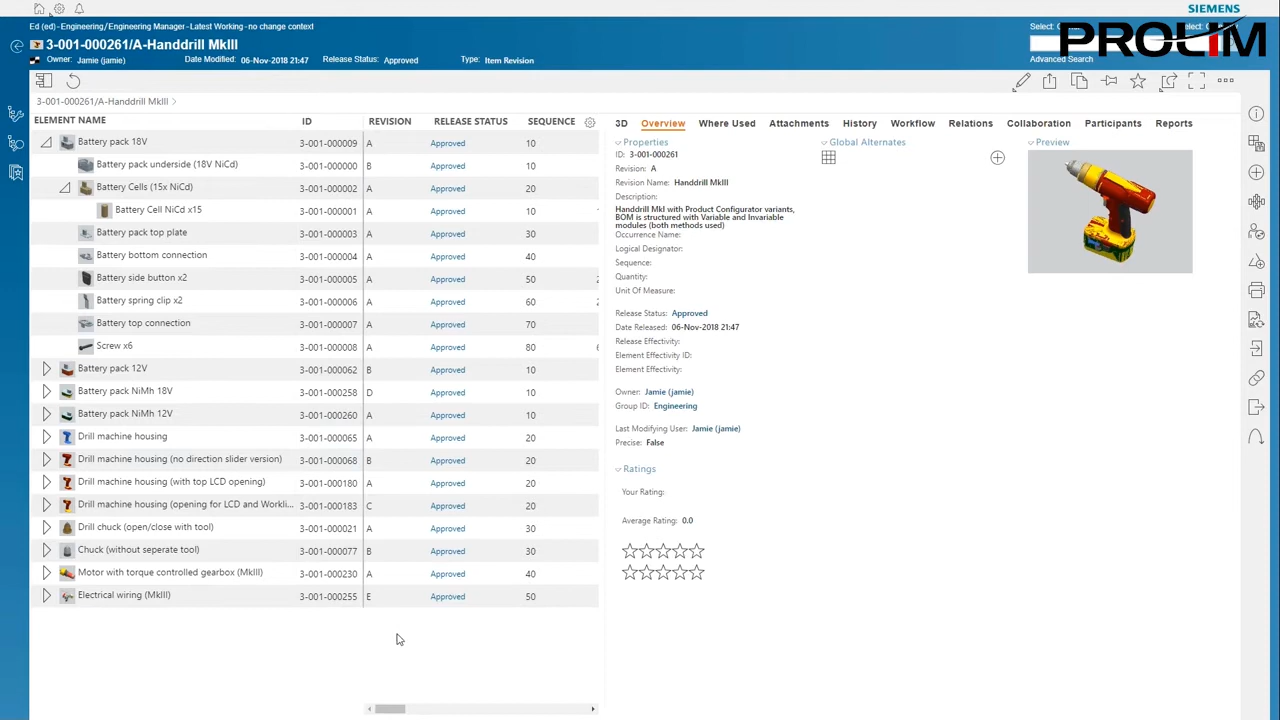 SIEMENS
Ed (ed)-Engineering/Engineering Manager-Latest Working-no change context
3-001-000261/A-Handdrill MkIII
Owner: Jamie (jamie) Date Modified: 06-Nov-2018 21:47 Release Status: Approved Type: Item Revision
Select:
PROLIM
Advanced Search
3-001-000261/A-Handdrill MkIII
ELEMENT NAME ID REVISION RELEASE STATUS SEQUENCE
Battery pack 18V 3-001-000009 A Approved 10
Battery pack underside (18V NiCd) 3-001-000000 B Approved 10
Battery Cells (15x NiCd) 3-001-000002 A Approved 20
Battery Cell NiCd x15 3-001-000001 A Approved 10
Battery pack top plate 3-001-000003 A Approved 30
Battery bottom connection 3-001-000004 A Approved 40
Battery side button x2 3-001-000005 A Approved 50
Battery spring clip x2 3-001-000006 A Approved 60
Battery top connection 3-001-000007 A Approved 70
Screw x6 3-001-000008 A Approved 80
Battery pack 12V 3-001-000062 B Approved 10
Battery pack NiMh 18V 3-001-000258 D Approved 10
Battery pack NiMh 12V 3-001-000260 A Approved 10
Drill machine housing 3-001-000065 A Approved 20
Drill machine housing (no direction slider version) 3-001-000068 B Approved 20
Drill machine housing (with top LCD opening) 3-001-000180 A Approved 20
Drill machine housing (opening for LCD and Workli... 3-001-000183 C Approved 20
Drill chuck (open/close with tool) 3-001-000021 A Approved 30
Chuck (without seperate tool) 3-001-000077 B Approved 30
Motor with torque controlled gearbox (MkIII) 3-001-000230 A Approved 40
Electrical wiring (MkIII) 3-001-000255 E Approved 50
3D Overview Where Used Attachments History Workflow Relations Collaboration Participants Reports
Properties
ID: 3-001-000261
Revision: A
Revision Name: Handdrill MkIII
Description:
Handdrill MkI with Product Configurator variants,
BOM is structured with Variable and Invariable
modules (both methods used)
Occurrence Name:
Logical Designator:
Sequence:
Quantity:
Unit Of Measure:
Release Status: Approved
Date Released: 06-Nov-2018 21:47
Release Effectivity:
Element Effectivity ID:
Element Effectivity:
Owner: Jamie (jamie)
Group ID: Engineering
Last Modifying User: Jamie (jamie)
Precise: False
Ratings
Your Rating:
Average Rating: 0.0
Global Alternates
Preview